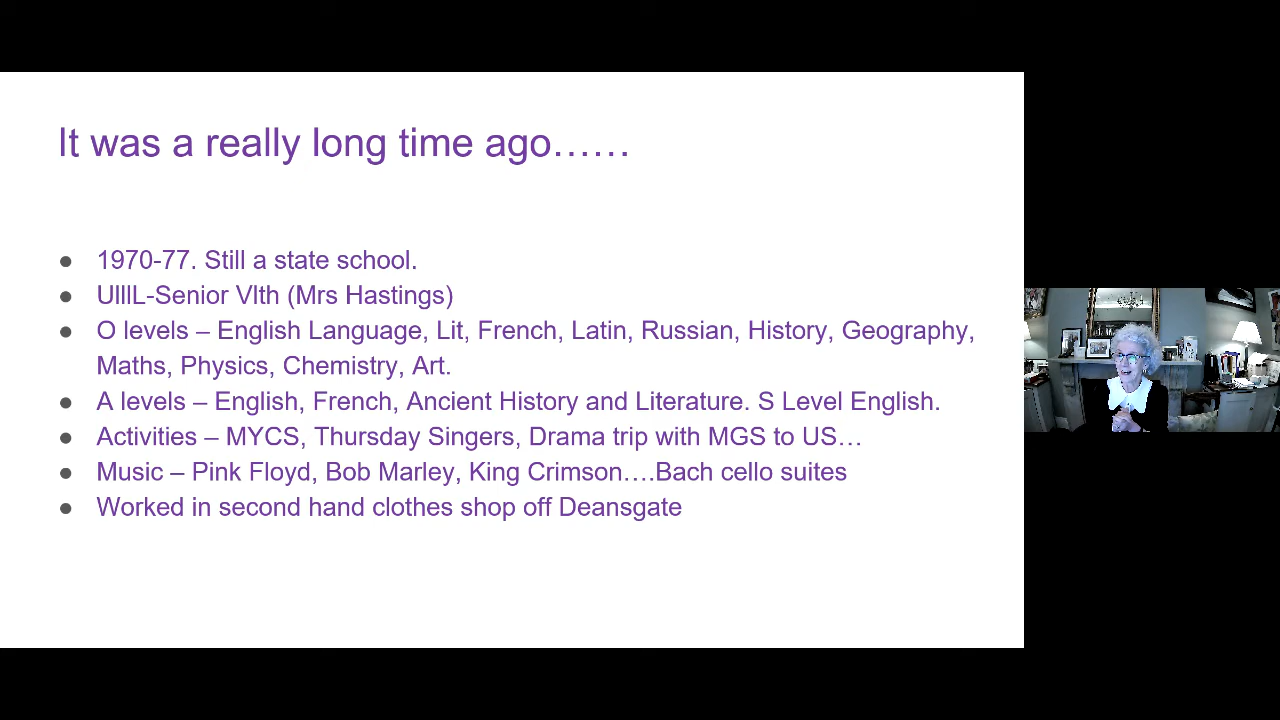 It was a really long time ago……
● 1970-77. Still a state school.
● UIIIL-Senior VIth (Mrs Hastings)
● O levels – English Language, Lit, French, Latin, Russian, History, Geography,
Maths, Physics, Chemistry, Art.
● A levels – English, French, Ancient History and Literature. S Level English.
● Activities – MYCS, Thursday Singers, Drama trip with MGS to US…
● Music – Pink Floyd, Bob Marley, King Crimson….Bach cello suites
● Worked in second hand clothes shop off Deansgate